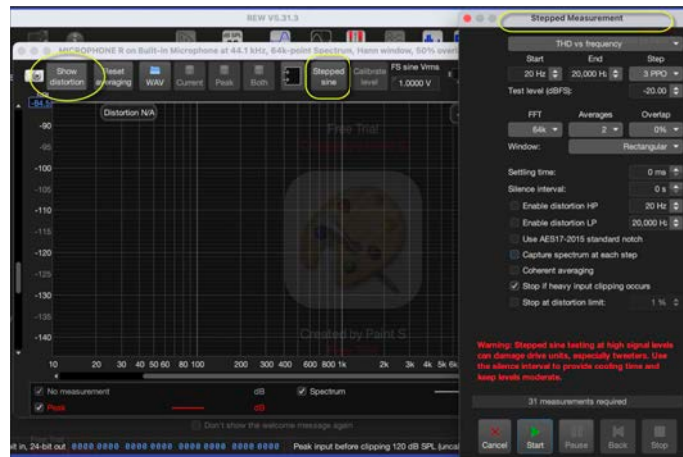 REW V5.31.3
MICROPHONE R on Built-in Microphone at 44.1 kHz, 64k-point Spectrum, Hann window, 50% overl
Show distortion
Reset averaging
WAV
Current
Peak
Both
Stepped sine
Calibrate level
FS sine Vrms
1.0000 V
Distortion N/A
Free Trial
-90
-95
-100
-105
-110
-115
-120
-125
-130
-135
-140
10 20 30 40 50 60 80 100 200 300 400 600 800 1k 2k 3k 4k 5k 6k
Created by Paint S
No measurement
dB
Spectrum
Peak
dB
Don't show the welcome message again
it in, 24-bit out
Peak input before clipping 120 dB SPL (uncal
Stepped Measurement
THD vs frequency
Start End Step
20 Hz 20,000 Hz 3 PPO
Test level (dBFS): -20.00
FFT Averages Overlap
64k 2 0%
Window: Rectangular
Settling time: 0 ms
Silence interval: 0 s
Enable distortion HP 20 Hz
Enable distortion LP 20,000 Hz
Use AES17-2015 standard notch
Capture spectrum at each step
Coherent averaging
Stop if heavy input clipping occurs
Stop at distortion limit: 1 %
Warning: Stepped sine testing at high signal levels
can damage drive units, especially tweeters. Use
the silence interval to provide cooling time and
keep levels moderate.
31 measurements required
Cancel Start Pause Back Stop